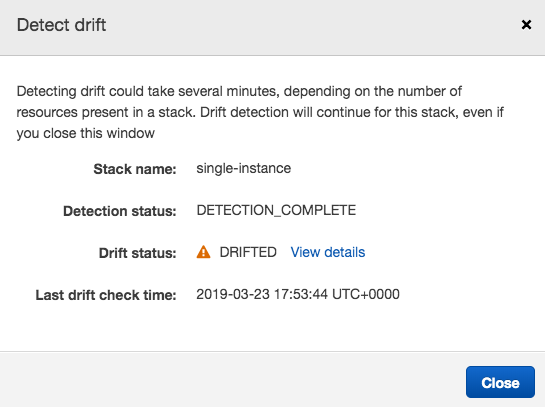 Detect drift ×
Detecting drift could take several minutes, depending on the number of
resources present in a stack. Drift detection will continue for this stack, even if
you close this window
Stack name: single-instance
Detection status: DETECTION_COMPLETE
Drift status: DRIFTED View details
Last drift check time: 2019-03-23 17:53:44 UTC+0000
Close